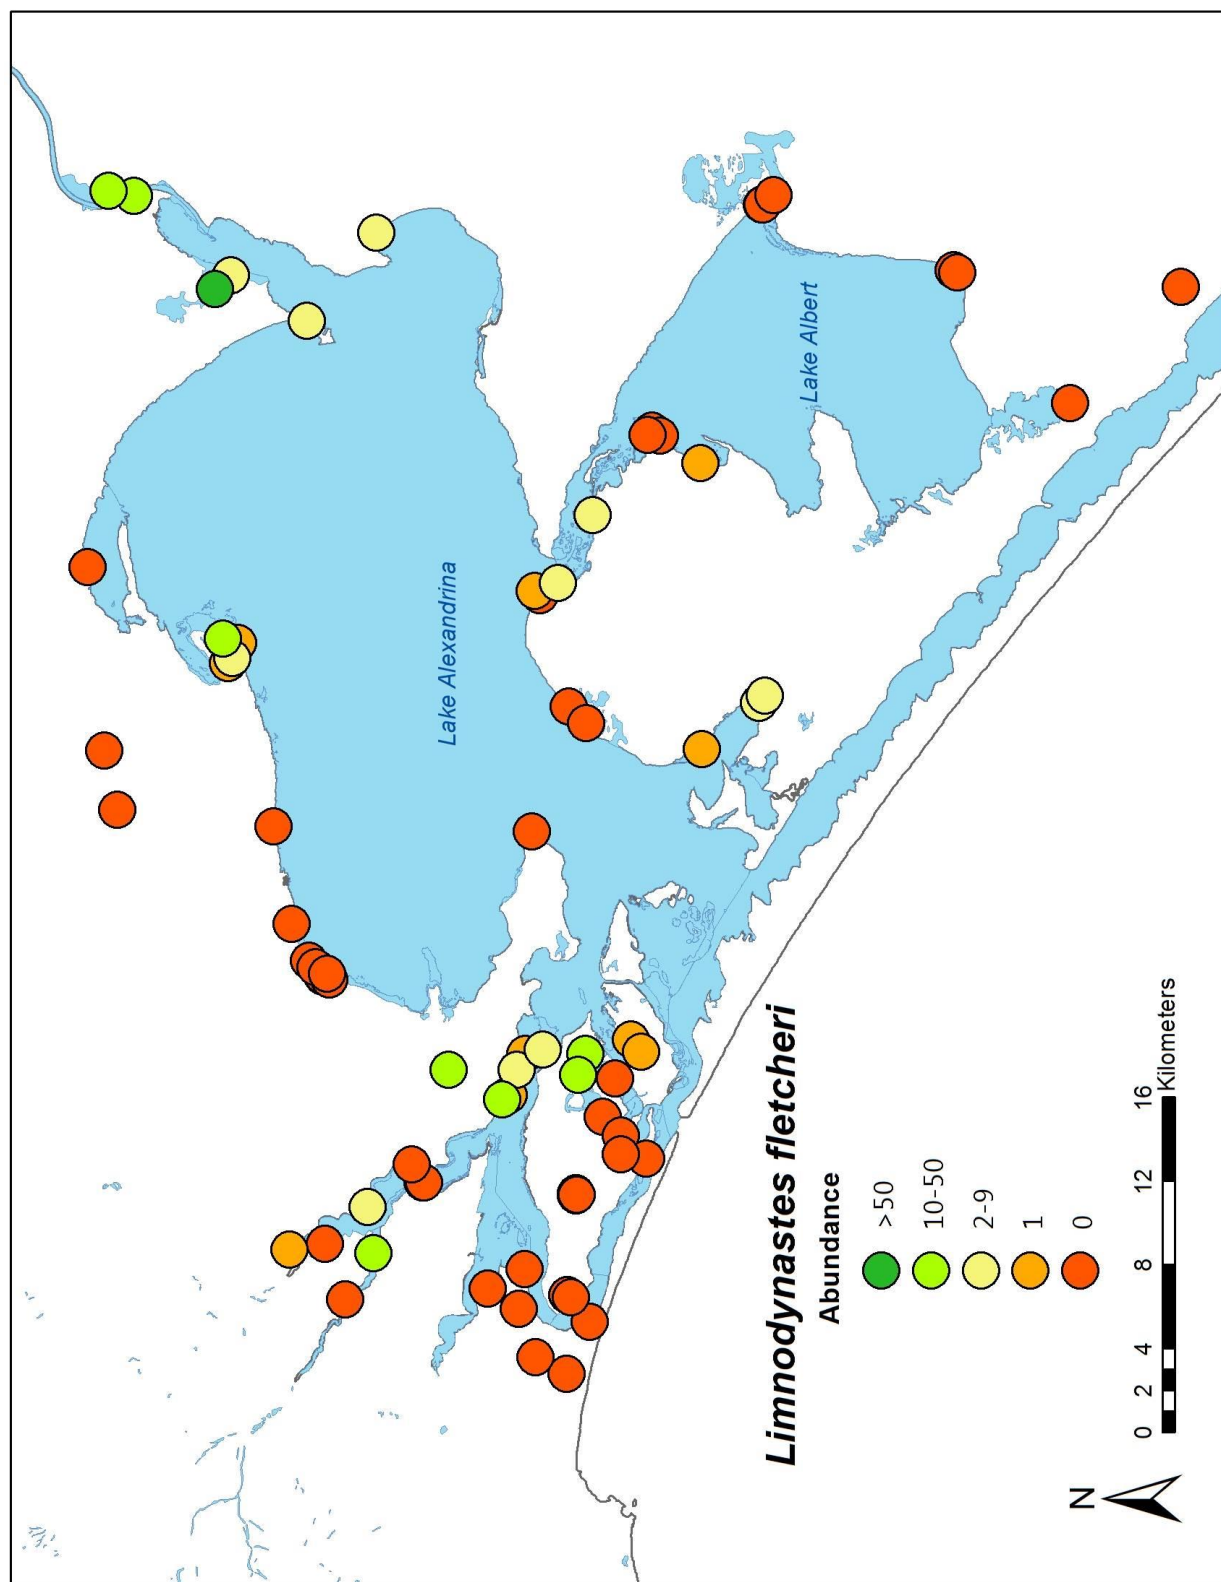 Lake Alexandrina
Lake Albert
Limnodynastes fletcheri
Abundance
>50
10-50
2-9
1
0
N
0 2 4 8 12 16
Kilometers